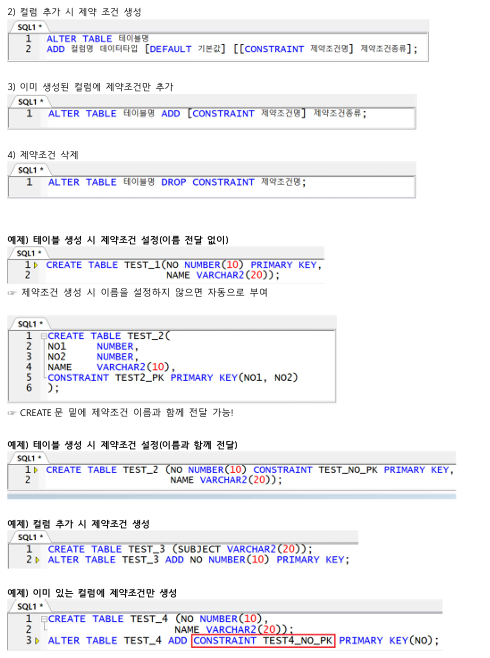 2) 컬럼 추가 시 제약 조건 생성
SQL1 *
1 ALTER TABLE 테이블명
2 ADD 컬럼명 데이터타입 [DEFAULT 기본값] [[CONSTRAINT 제약조건명] 제약조건종류];
3) 이미 생성된 컬럼에 제약조건만 추가
SQL1 *
1 ALTER TABLE 테이블명 ADD [CONSTRAINT 제약조건명] 제약조건종류;
4) 제약조건 삭제
SQL1 *
1 ALTER TABLE 테이블명 DROP CONSTRAINT 제약조건명;
예제) 테이블 생성 시 제약조건 설정(이름 전달 없이)
SQL1 *
1 CREATE TABLE TEST_1(NO NUMBER(10) PRIMARY KEY,
2 NAME VARCHAR2(20));
☞ 제약조건 생성 시 이름을 설정하지 않으면 자동으로 부여
SQL1 *
1 CREATE TABLE TEST_2(
2 NO1 NUMBER,
3 NO2 NUMBER,
4 NAME VARCHAR2(10),
5 CONSTRAINT TEST2_PK PRIMARY KEY(NO1, NO2)
6 );
☞ CREATE 문 밑에 제약조건 이름과 함께 전달 가능!
예제) 테이블 생성 시 제약조건 설정(이름과 함께 전달)
SQL1 *
1 CREATE TABLE TEST_2 (NO NUMBER(10) CONSTRAINT TEST_NO_PK PRIMARY KEY,
2 NAME VARCHAR2(20));
예제) 컬럼 추가 시 제약조건 생성
SQL1 *
1 CREATE TABLE TEST_3 (SUBJECT VARCHAR2(20));
2 ALTER TABLE TEST_3 ADD NO NUMBER(10) PRIMARY KEY;
예제) 이미 있는 컬럼에 제약조건만 생성
SQL1 *
1 CREATE TABLE TEST_4 (NO NUMBER(10),
2 NAME VARCHAR2(20));
3 ALTER TABLE TEST_4 ADD CONSTRAINT TEST4_NO_PK PRIMARY KEY(NO);